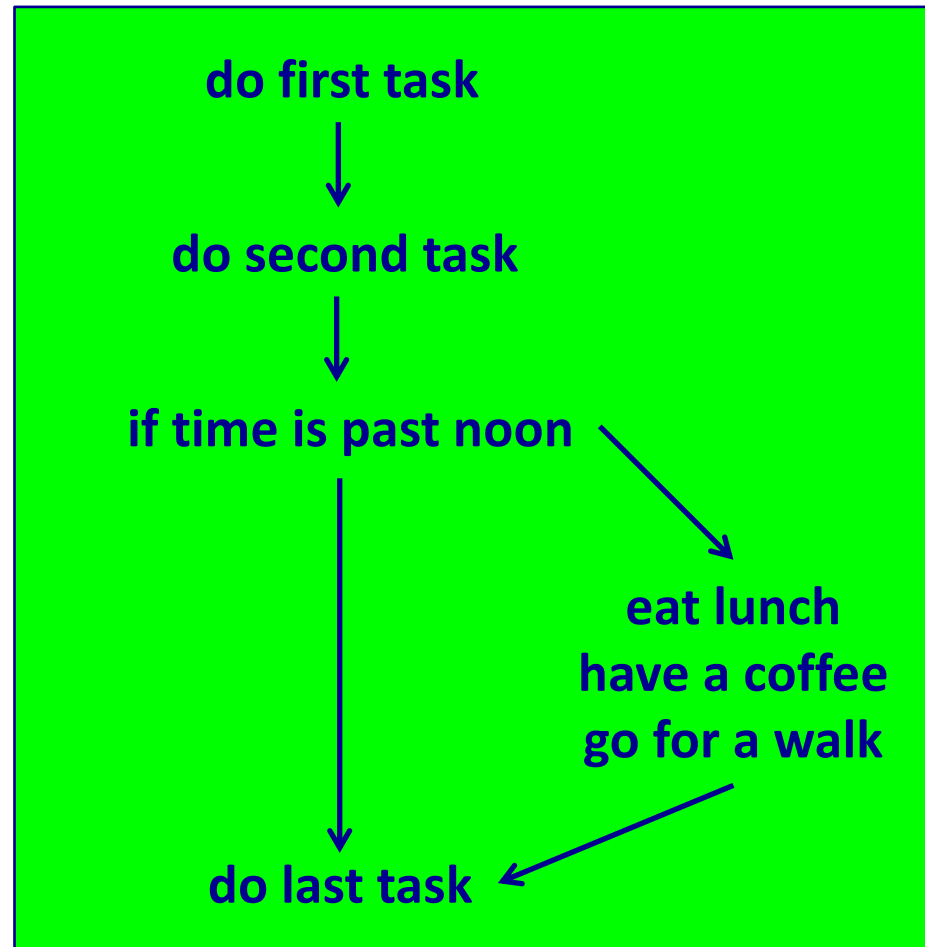 do first task
do second task
if time is past noon
eat lunch
have a coffee
go for a walk
do last task